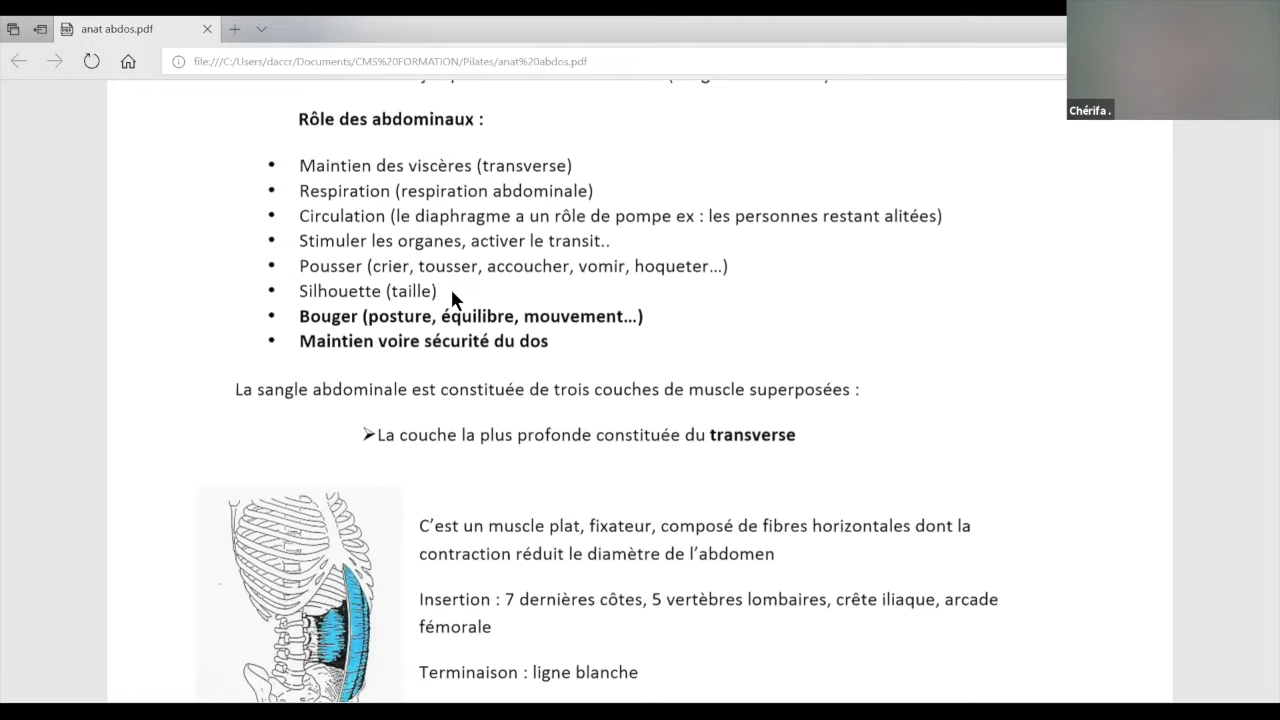 anat abdos.pdf
file:///C:/Users/daccr/Documents/CMS%20FORMATION/Pilates/anat%20abdos.pdf
Chérifa .
Rôle des abdominaux :
• Maintien des viscères (transverse)
• Respiration (respiration abdominale)
• Circulation (le diaphragme a un rôle de pompe ex : les personnes restant alitées)
• Stimuler les organes, activer le transit..
• Pousser (crier, tousser, accoucher, vomir, hoqueter…)
• Silhouette (taille)
• Bouger (posture, équilibre, mouvement…)
• Maintien voire sécurité du dos
La sangle abdominale est constituée de trois couches de muscle superposées :
➢La couche la plus profonde constituée du transverse
C’est un muscle plat, fixateur, composé de fibres horizontales dont la
contraction réduit le diamètre de l’abdomen
Insertion : 7 dernières côtes, 5 vertèbres lombaires, crête iliaque, arcade
fémorale
Terminaison : ligne blanche